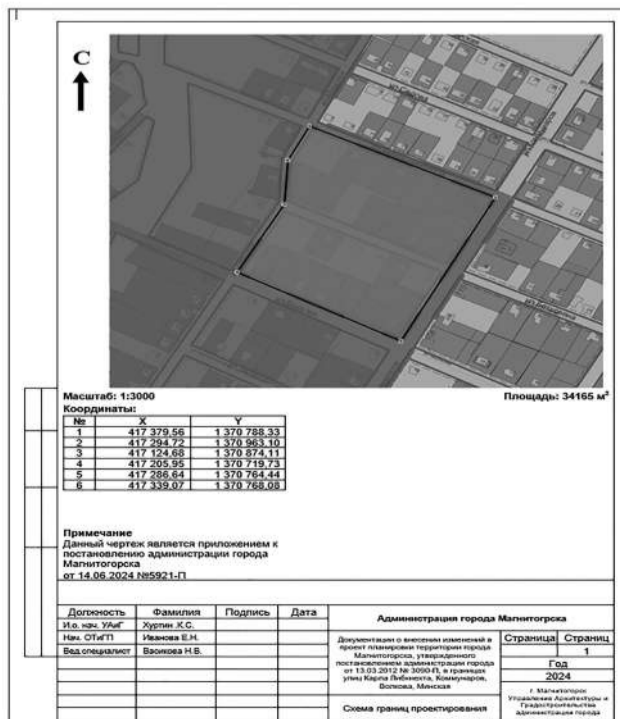 С
ул. Сажова
Масштаб: 1:3000
Площадь: 34165 м²
Координаты:
№ X Y
1 417 379,56 1 370 788,33
2 417 294,72 1 370 963,10
3 417 124,68 1 370 874,11
4 417 205,95 1 370 719,73
5 417 286,64 1 370 764,44
6 417 339,07 1 370 768,08
Примечание
Данный чертеж является приложением к
постановлению администрации города
Магнитогорска
от 14.06.2024 №5921-П
Должность Фамилия Подпись Дата
И.о. нач. УАиГ Хуртин .К.С.
Нач. ОТиГП Иванова Е.Н.
Вед.специалист Васикова Н.В.
Администрация города Магнитогрска
Документации о внесении изменений в
проект планировки территории города
Магнитогорска, утвержденного
постановлением администрации города
от 13.03.2012 № 3090-П, в границах
улиц Карла Либкнехта, Коммунаров,
Волкова, Минская
Схема границ проектирования
Страница Страниц
1
Год
2024
г. Магнитогорск
Управление Архитектуры и
Градостроительства
администрации города